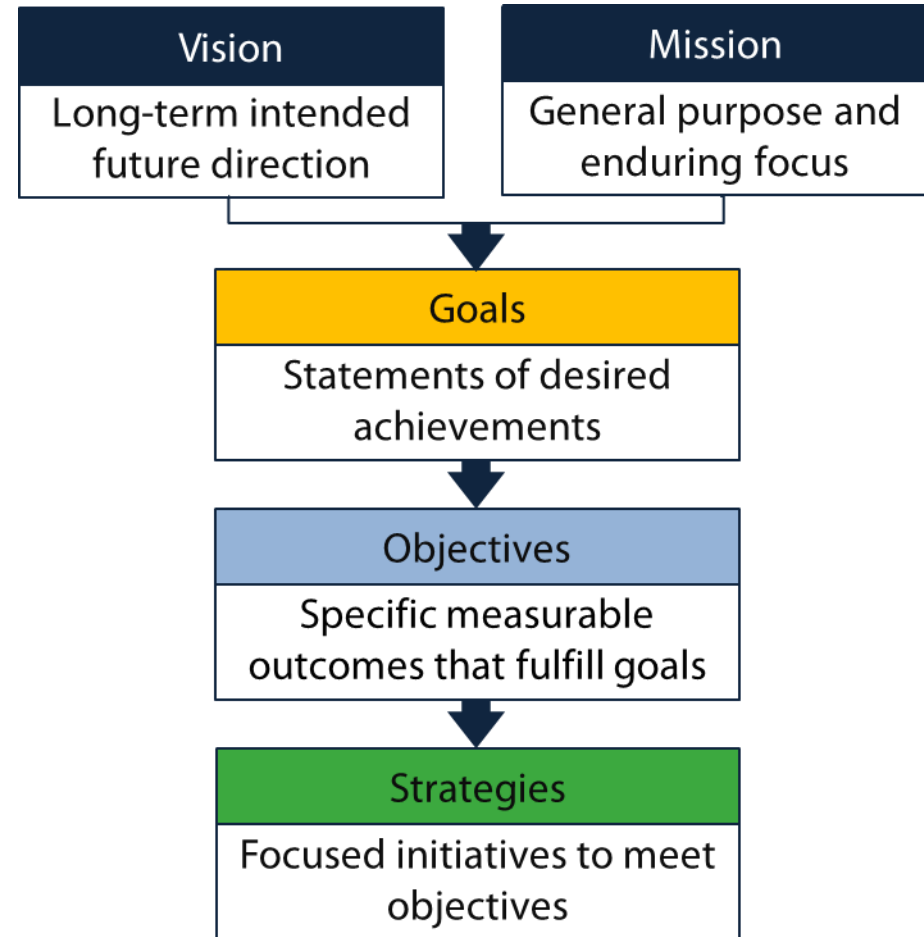 Vision
Long-term intended
future direction
Mission
General purpose and
enduring focus
Goals
Statements of desired
achievements
Objectives
Specific measurable
outcomes that fulfill goals
Strategies
Focused initiatives to meet
objectives